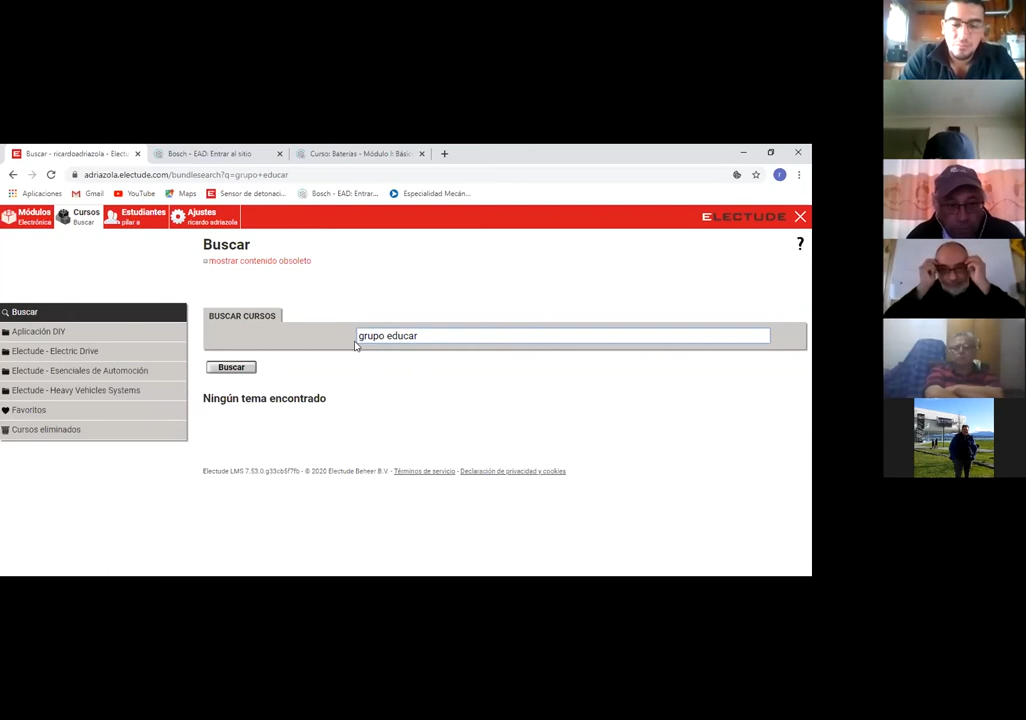 Buscar - ricardoadriazola - Electu
Bosch - EAD: Entrar al sitio
Curso: Baterías - Módulo I: Básic
adriazola.electude.com/bundlesearch?q=grupo+educar
Aplicaciones
Gmail
YouTube
Maps
Sensor de detonaci...
Bosch - EAD: Entrar...
Especialidad Mecán...
Módulos
Electrónica
Cursos
Buscar
Estudiantes
pilar a
Ajustes
ricardo adriazola
ELECTUDE
Buscar
?
mostrar contenido obsoleto
Buscar
Aplicación DIY
Electude - Electric Drive
Electude - Esenciales de Automoción
Electude - Heavy Vehicles Systems
Favoritos
Cursos eliminados
BUSCAR CURSOS
grupo educar
Buscar
Ningún tema encontrado
Electude LMS 7.53.0.g33cb5f7fb - © 2020 Electude Beheer B.V. - Términos de servicio - Declaración de privacidad y cookies